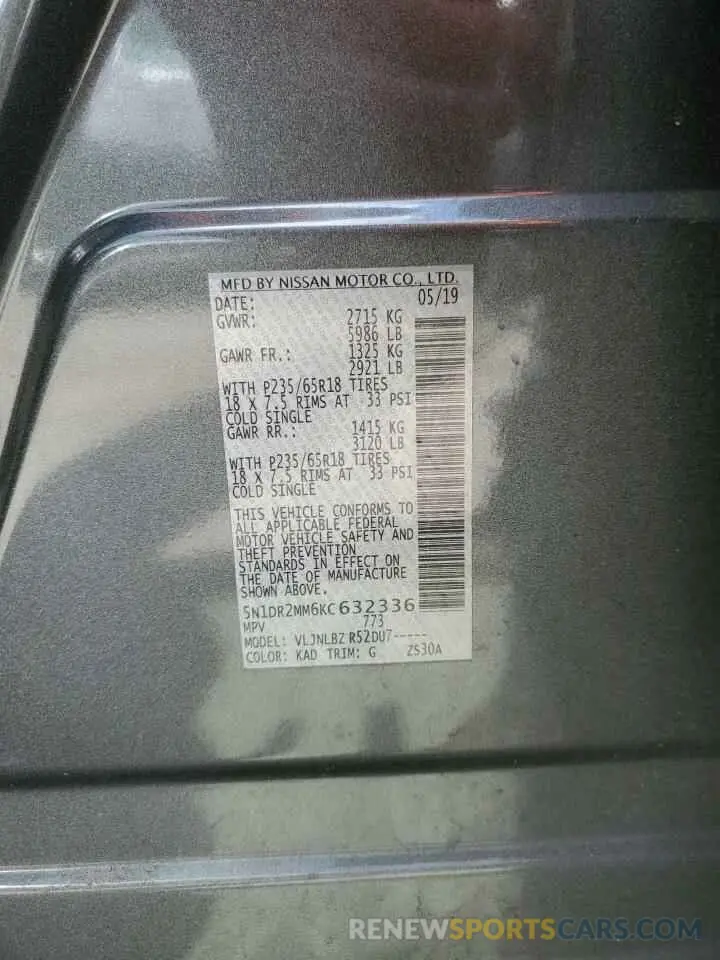 MFD BY NISSAN MOTOR CO., LTD.
DATE: 05/19
GVWR: 2715 KG
5986 LB
GAWR FR.: 1325 KG
2921 LB
WITH P235/65R18 TIRES
18 X 7.5 RIMS AT 33 PSI
COLD SINGLE
GAWR RR.: 1415 KG
3120 LB
WITH P235/65R18 TIRES
18 X 7.5 RIMS AT 33 PSI
COLD SINGLE
THIS VEHICLE CONFORMS TO
ALL APPLICABLE FEDERAL
MOTOR VEHICLE SAFETY AND
THEFT PREVENTION
STANDARDS IN EFFECT ON
THE DATE OF MANUFACTURE
SHOWN ABOVE.
5N1DR2MM6KC632336
MPV 773
MODEL: VLJNLBZ R52DU7-----
COLOR: KAD TRIM: G ZS30A
RENEWSPORTSCARS.COM